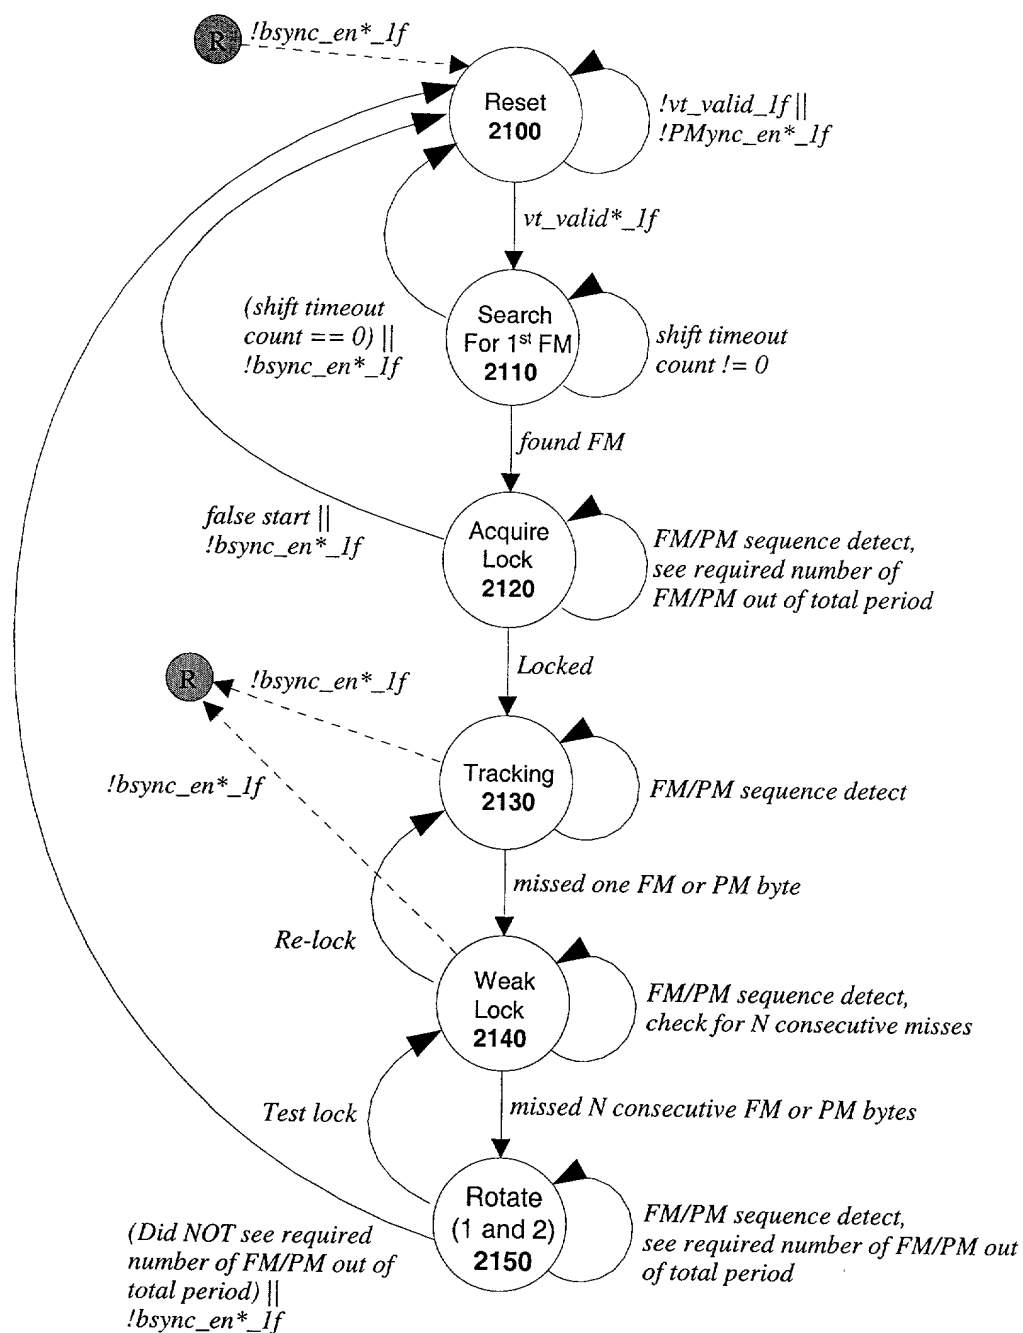 R
!bsync_en*_1f
Reset
2100
!vt_valid_1f ||
!PMync_en*_1f
vt_valid*_1f
(shift timeout
count == 0) ||
!bsync_en*_1f
Search
For 1st FM
2110
shift timeout
count != 0
found FM
false start ||
!bsync_en*_1f
Acquire
Lock
2120
FM/PM sequence detect,
see required number of
FM/PM out of total period
Locked
R
!bsync_en*_1f
!bsync_en*_1f
Tracking
2130
FM/PM sequence detect
missed one FM or PM byte
Re-lock
Weak
Lock
2140
FM/PM sequence detect,
check for N consecutive misses
Test lock
missed N consecutive FM or PM bytes
Rotate
(1 and 2)
2150
FM/PM sequence detect,
see required number of FM/PM out
of total period
(Did NOT see required
number of FM/PM out of
total period) ||
!bsync_en*_1f